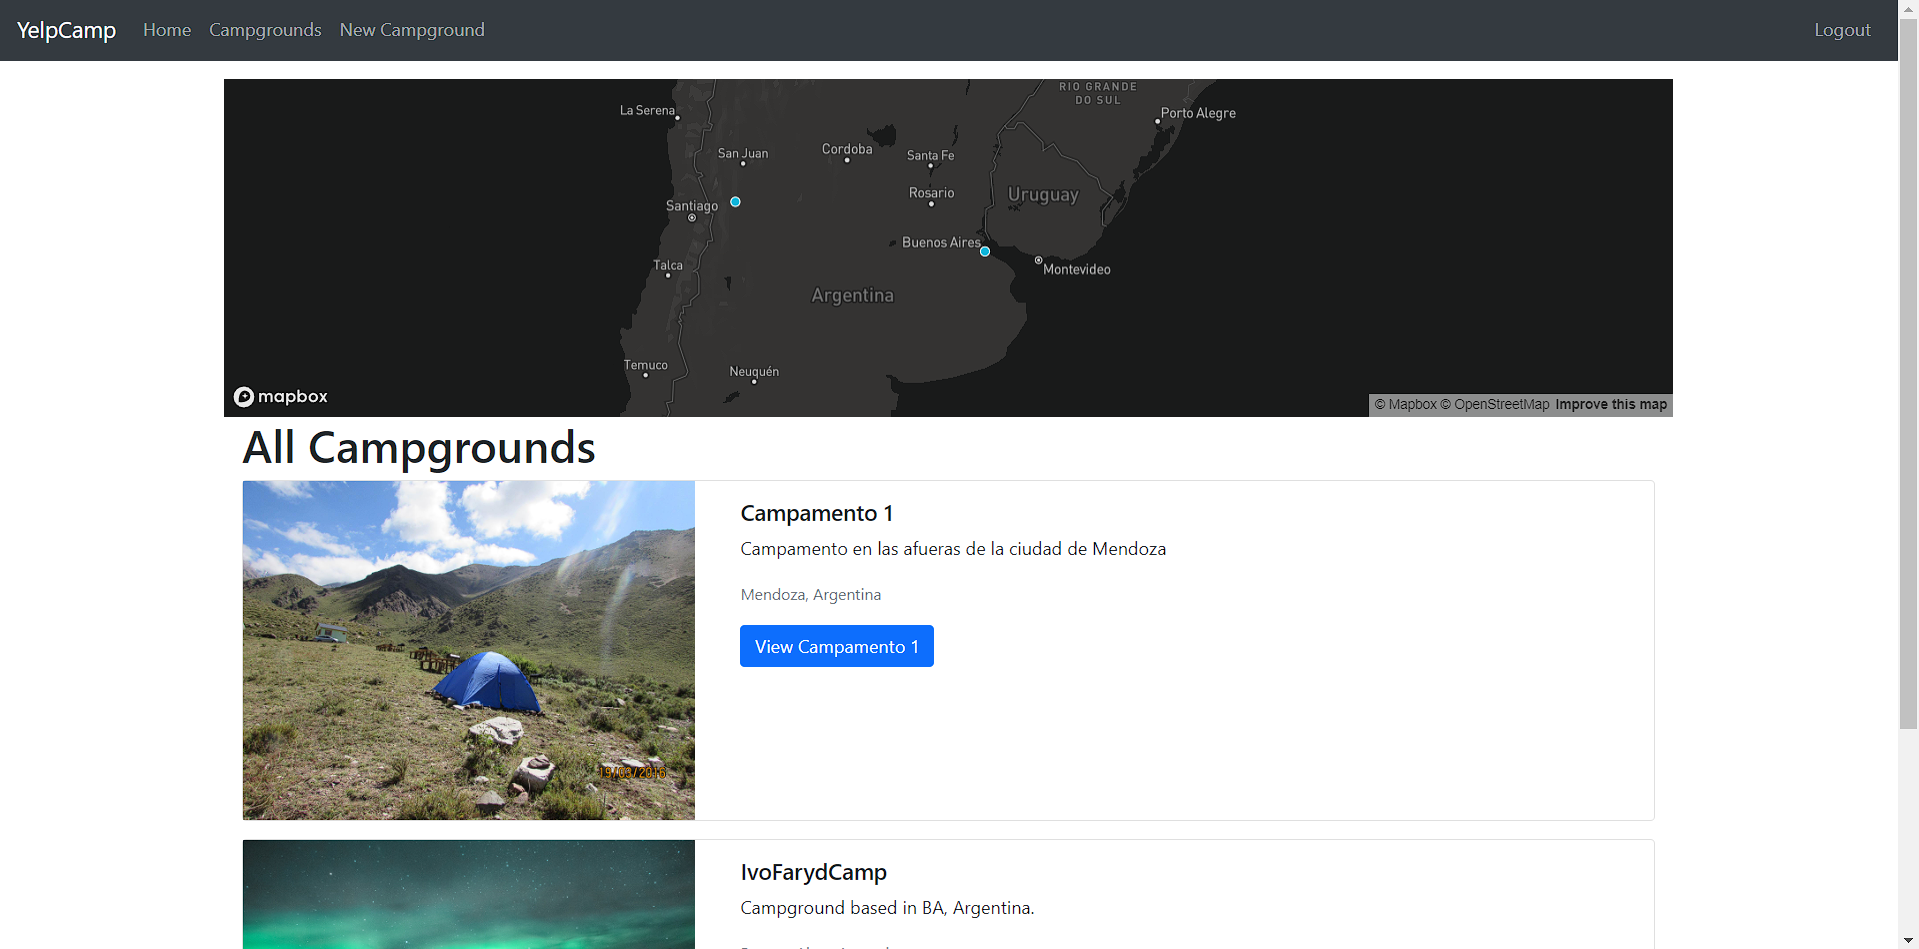 YelpCamp Home Campgrounds New Campground Logout
RIO GRANDE
DO SUL
La Serena
Porto Alegre
San Juan
Cordoba
Santa Fe
Rosario
Uruguay
Santiago
Buenos Aires
Talca
Montevideo
Argentina
Temuco
Neuquén
mapbox
© Mapbox © OpenStreetMap Improve this map
All Campgrounds
Campamento 1
Campamento en las afueras de la ciudad de Mendoza
Mendoza, Argentina
View Campamento 1
19/03/2016
IvoFarydCamp
Campground based in BA, Argentina.